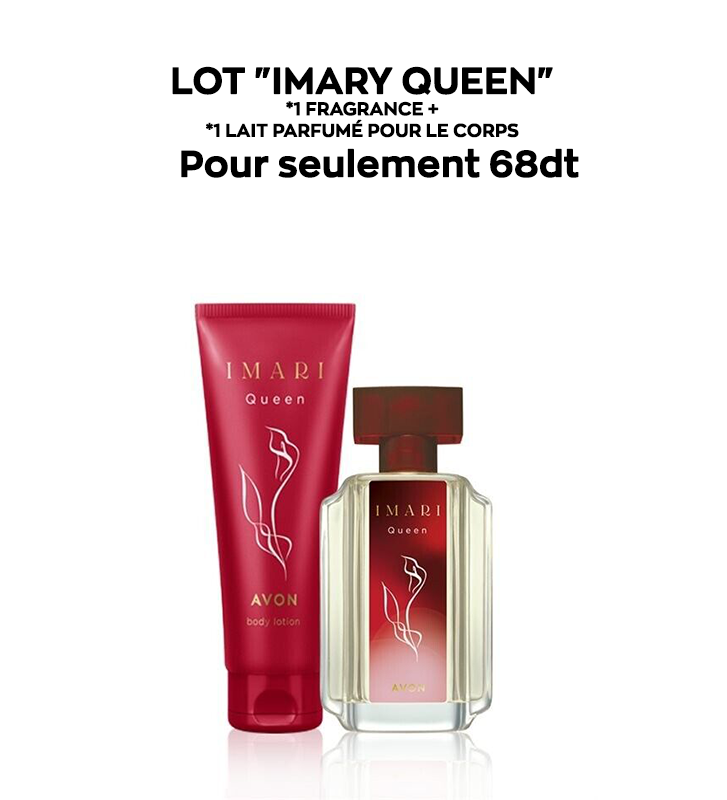 LOT "IMARY QUEEN"
*1 FRAGRANCE +
*1 LAIT PARFUMÉ POUR LE CORPS
Pour seulement 68dt
IMARI
Queen
AVON
body lotion
IMARI
Queen
AVON